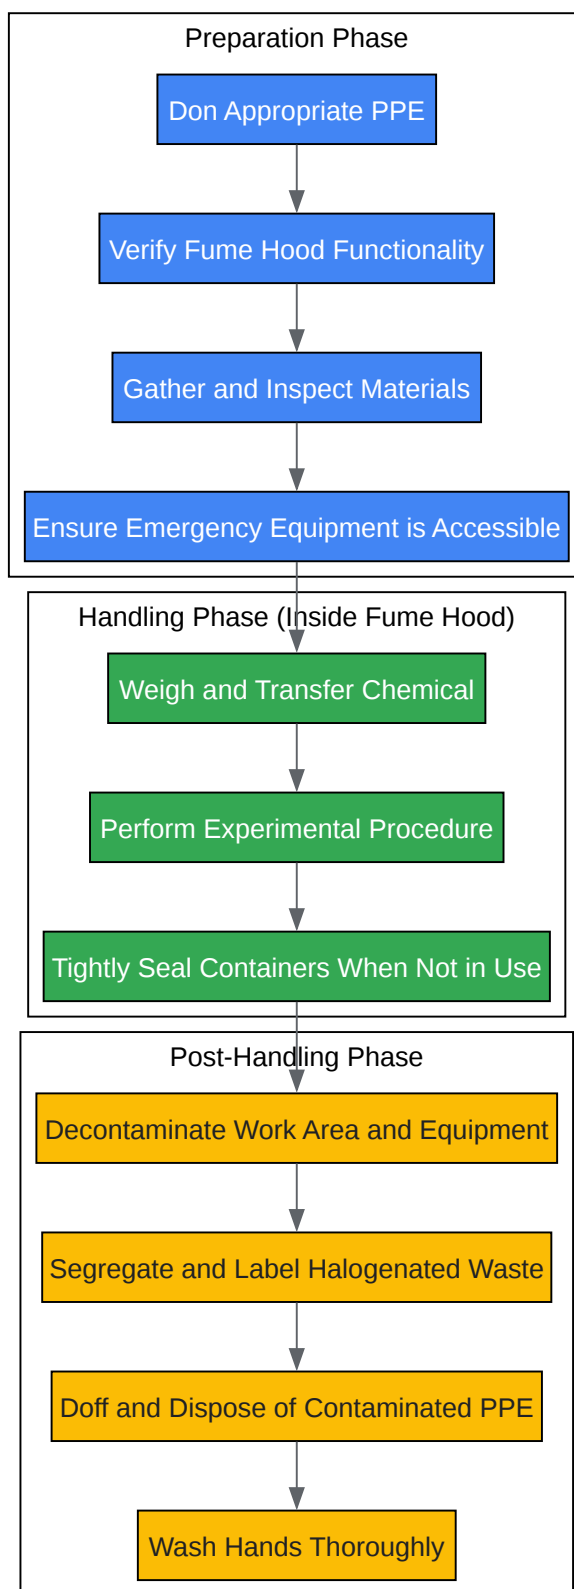 Preparation Phase
Don Appropriate PPE
Verify Fume Hood Functionality
Gather and Inspect Materials
Ensure Emergency Equipment is Accessible
Handling Phase (Inside Fume Hood)
Weigh and Transfer Chemical
Perform Experimental Procedure
Tightly Seal Containers When Not in Use
Post-Handling Phase
Decontaminate Work Area and Equipment
Segregate and Label Halogenated Waste
Doff and Dispose of Contaminated PPE
Wash Hands Thoroughly